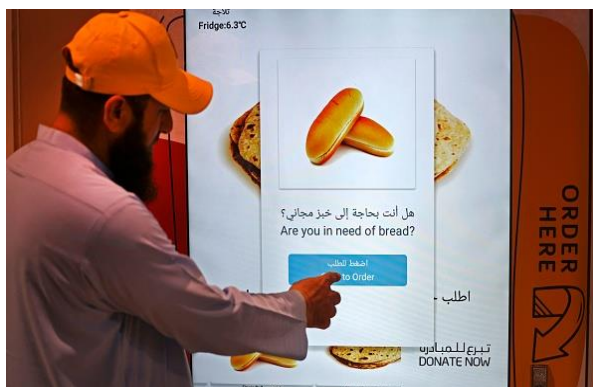 ثلاجة
Fridge:6.3°C
هل أنت بحاجة إلى خبز مجاني؟
Are you in need of bread?
اضغط للطلب
to Order
اطلب -
تبرع للمبادرة
DONATE NOW
ORDER
HERE